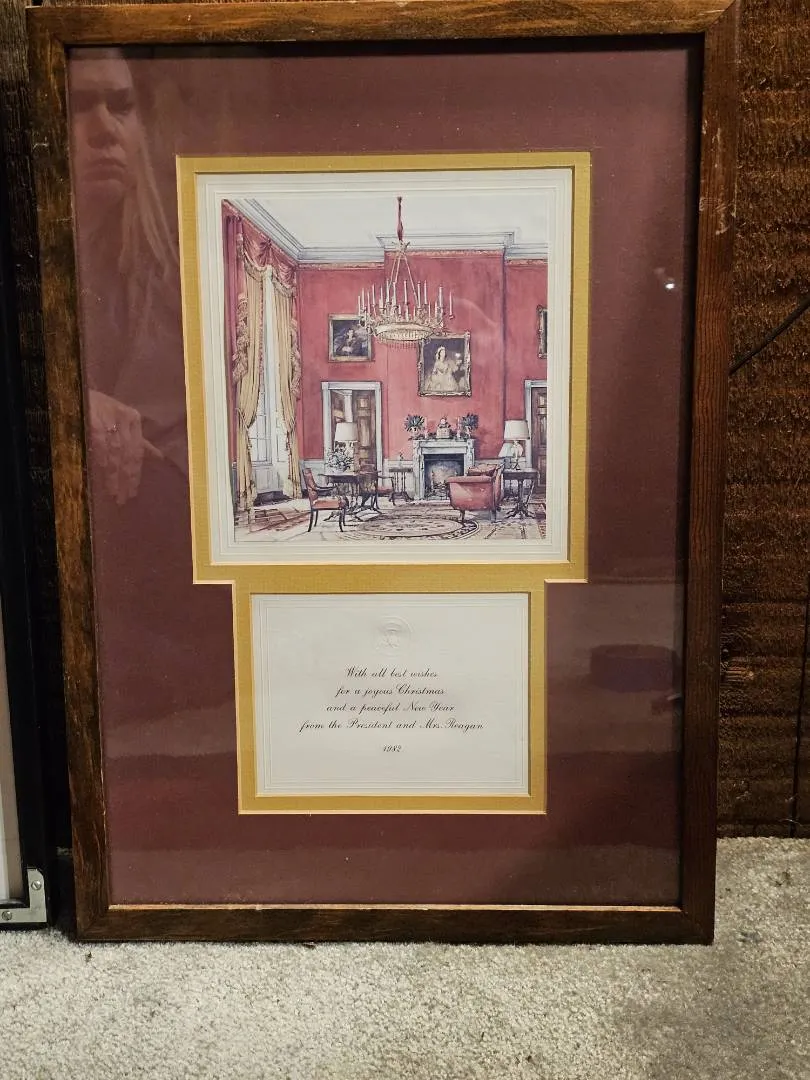 With all best wishes
for a joyous Christmas
and a peaceful New Year
from the President and Mrs. Reagan
1982